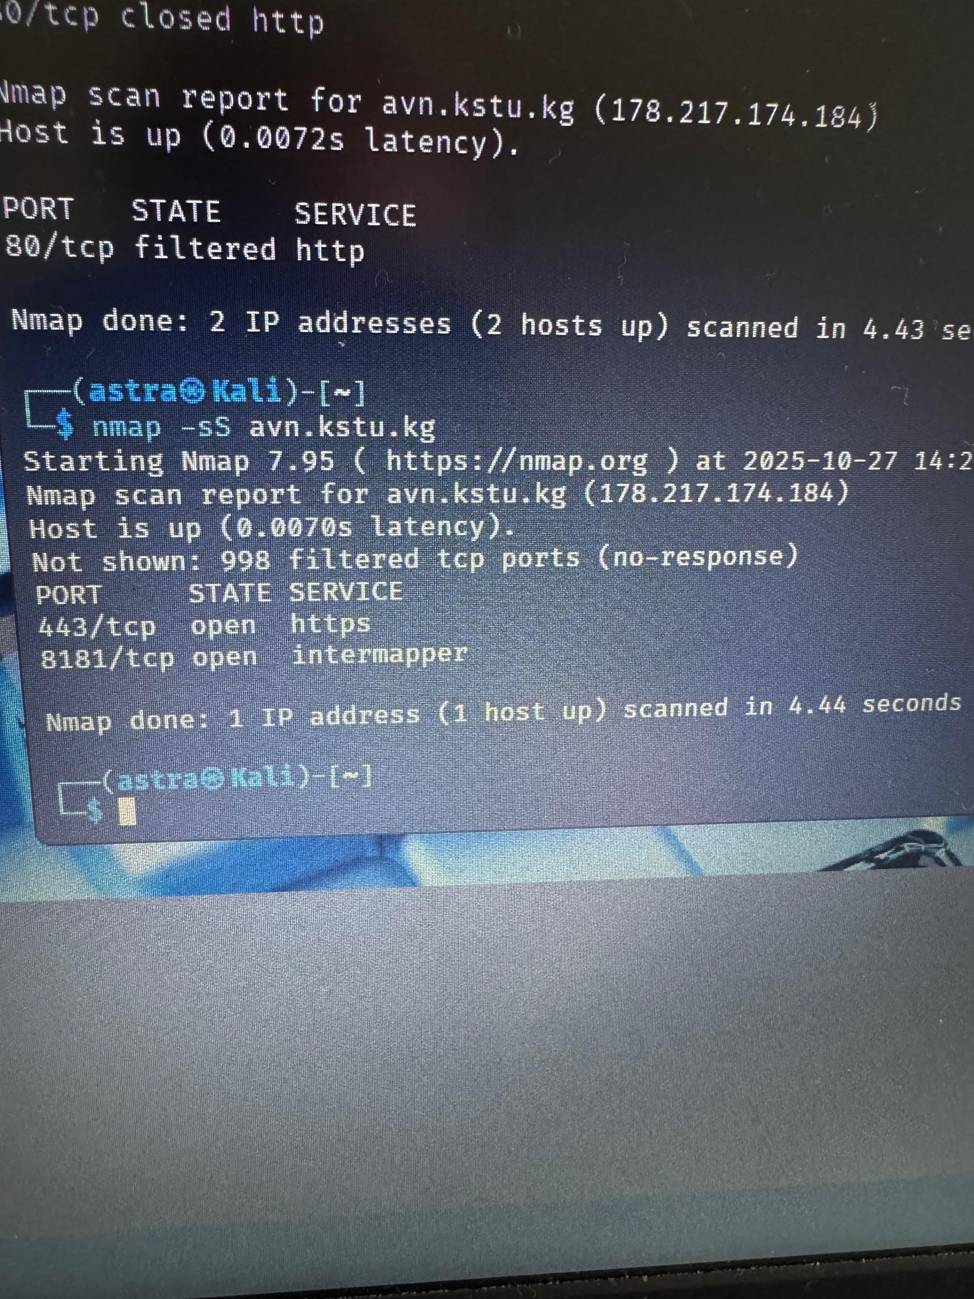 0/tcp closed http
Nmap scan report for avn.kstu.kg (178.217.174.184)
Host is up (0.0072s latency).
PORT STATE SERVICE
80/tcp filtered http
Nmap done: 2 IP addresses (2 hosts up) scanned in 4.43 se
(astra㉿Kali)-[~]
$ nmap -sS avn.kstu.kg
Starting Nmap 7.95 ( https://nmap.org ) at 2025-10-27 14:2
Nmap scan report for avn.kstu.kg (178.217.174.184)
Host is up (0.0070s latency).
Not shown: 998 filtered tcp ports (no-response)
PORT STATE SERVICE
443/tcp open https
8181/tcp open intermapper
Nmap done: 1 IP address (1 host up) scanned in 4.44 seconds
(astra㉿Kali)-[~]
$